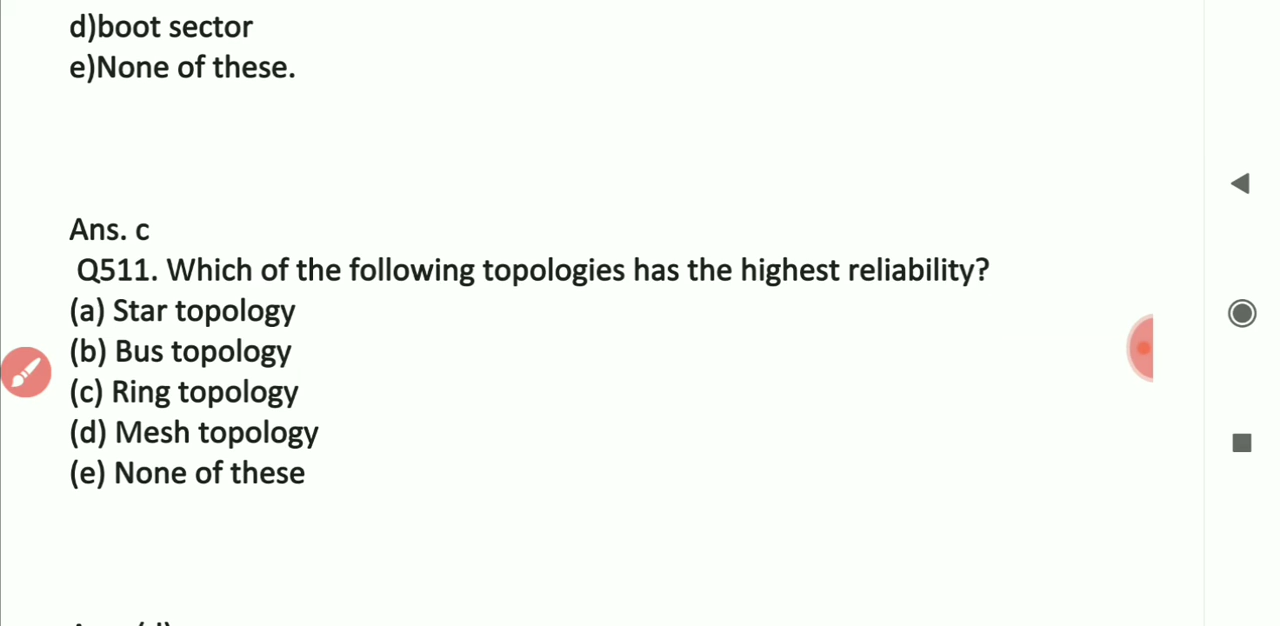 d)boot sector
e)None of these.
Ans. c
Q511. Which of the following topologies has the highest reliability?
(a) Star topology
(b) Bus topology
(c) Ring topology
(d) Mesh topology
(e) None of these